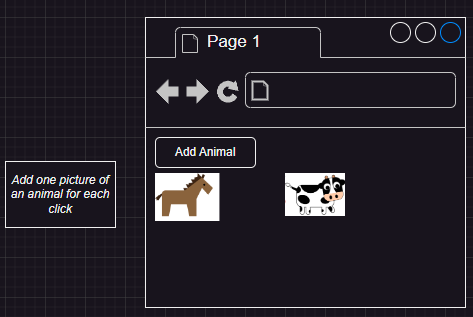 Page 1
Add Animal
Add one picture of
an animal for each
click